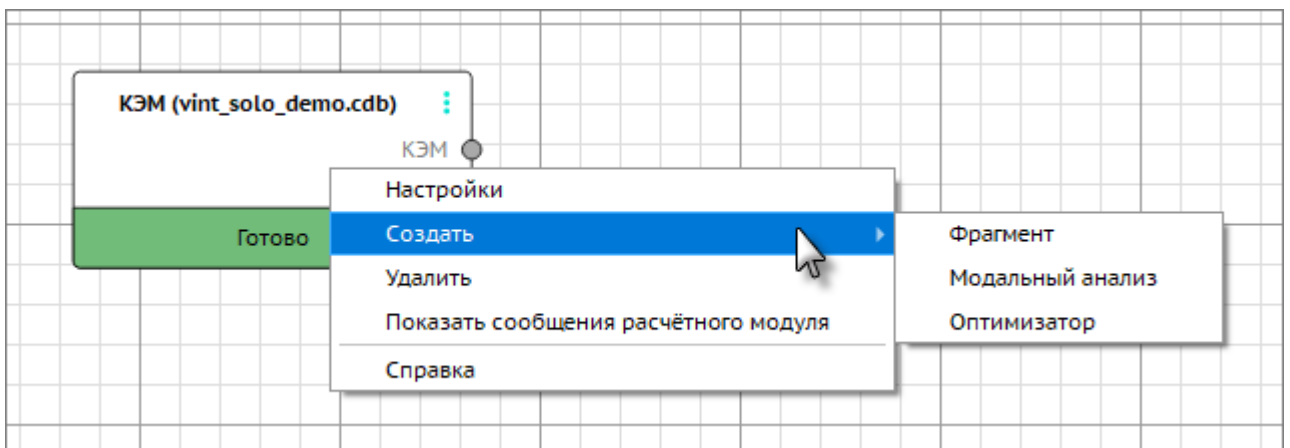 КЭМ (vint_solo_demo.cdb)
КЭМ
Готово
Настройки
Создать
Удалить
Показать сообщения расчётного модуля
Справка
Фрагмент
Модальный анализ
Оптимизатор